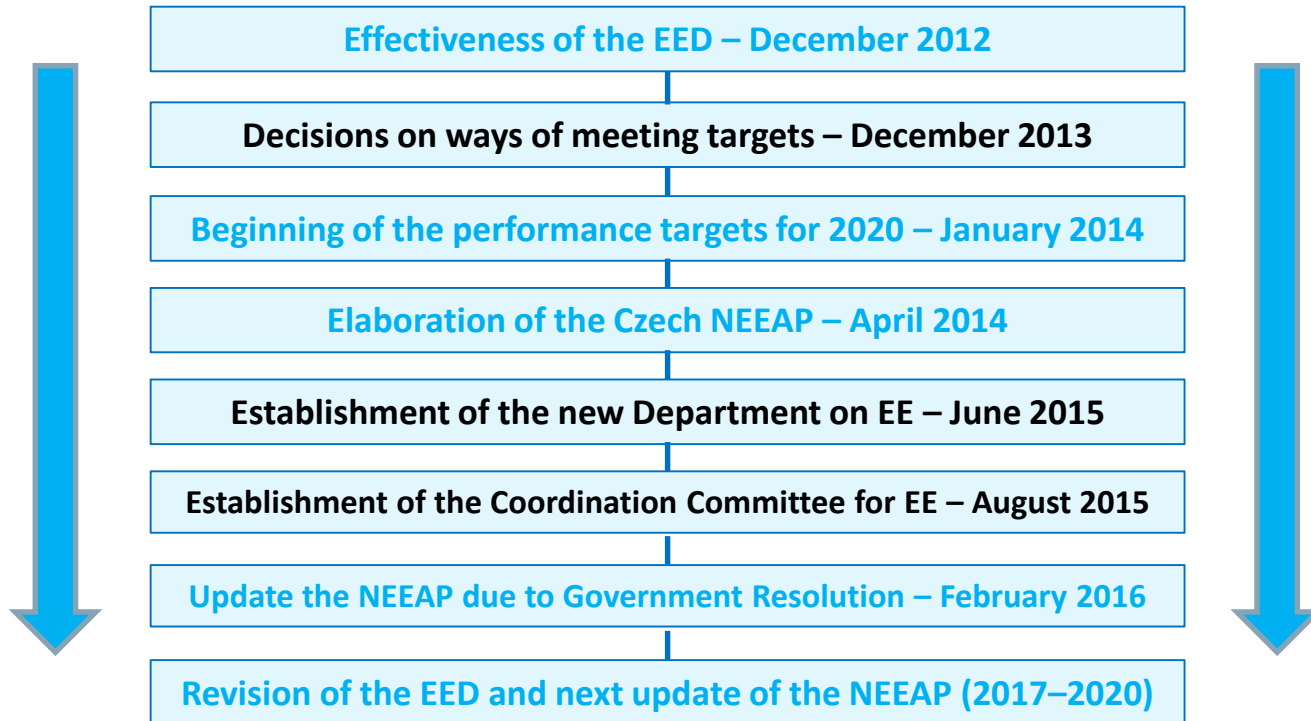 Effectiveness of the EED – December 2012
Decisions on ways of meeting targets – December 2013
Beginning of the performance targets for 2020 – January 2014
Elaboration of the Czech NEEAP – April 2014
Establishment of the new Department on EE – June 2015
Establishment of the Coordination Committee for EE – August 2015
Update the NEEAP due to Government Resolution – February 2016
Revision of the EED and next update of the NEEAP (2017–2020)